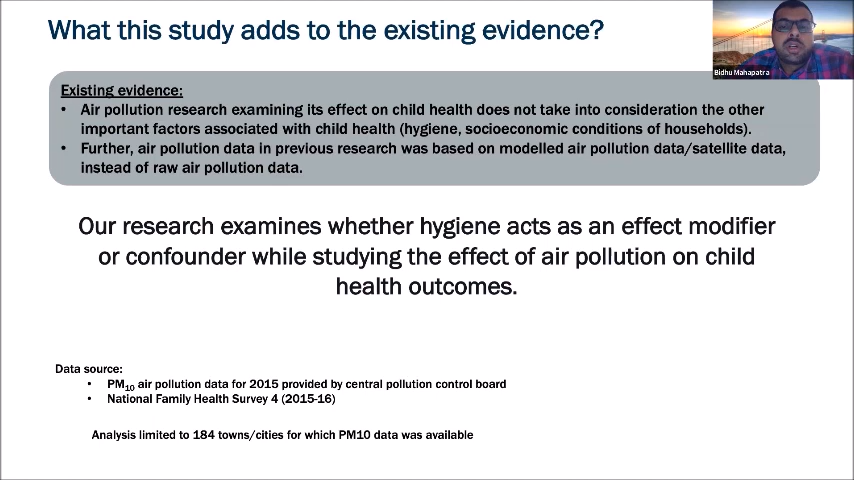 What this study adds to the existing evidence?
Bidhu Mahapatra
Existing evidence:
• Air pollution research examining its effect on child health does not take into consideration the other
important factors associated with child health (hygiene, socioeconomic conditions of households).
• Further, air pollution data in previous research was based on modelled air pollution data/satellite data,
instead of raw air pollution data.
Our research examines whether hygiene acts as an effect modifier
or confounder while studying the effect of air pollution on child
health outcomes.
Data source:
• PM10 air pollution data for 2015 provided by central pollution control board
• National Family Health Survey 4 (2015-16)
Analysis limited to 184 towns/cities for which PM10 data was available